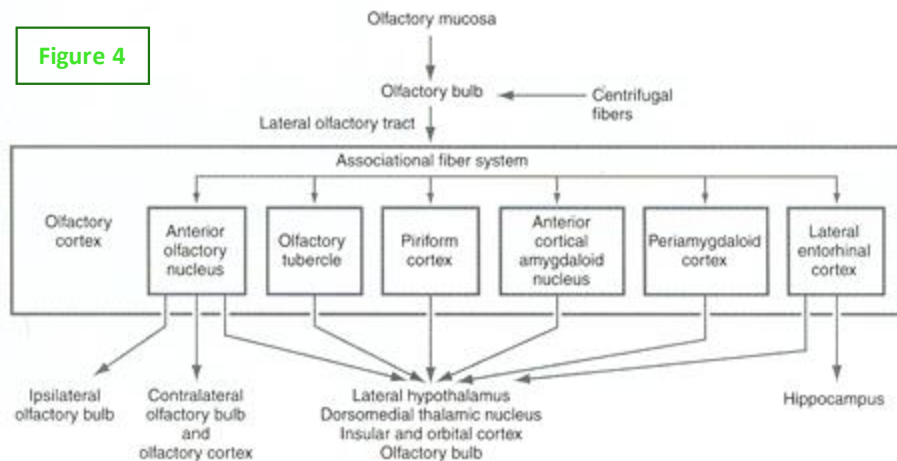 Figure 4
Olfactory mucosa
Olfactory bulb
Centrifugal
fibers
Lateral olfactory tract
Associational fiber system
Olfactory
cortex
Anterior
olfactory
nucleus
Olfactory
tubercle
Piriform
cortex
Anterior
cortical
amygdaloid
nucleus
Periamygdaloid
cortex
Lateral
entorhinal
cortex
Ipsilateral
olfactory bulb
Contralateral
olfactory bulb
and
olfactory cortex
Lateral hypothalamus
Dorsomedial thalamic nucleus
Insular and orbital cortex
Olfactory bulb
Hippocampus